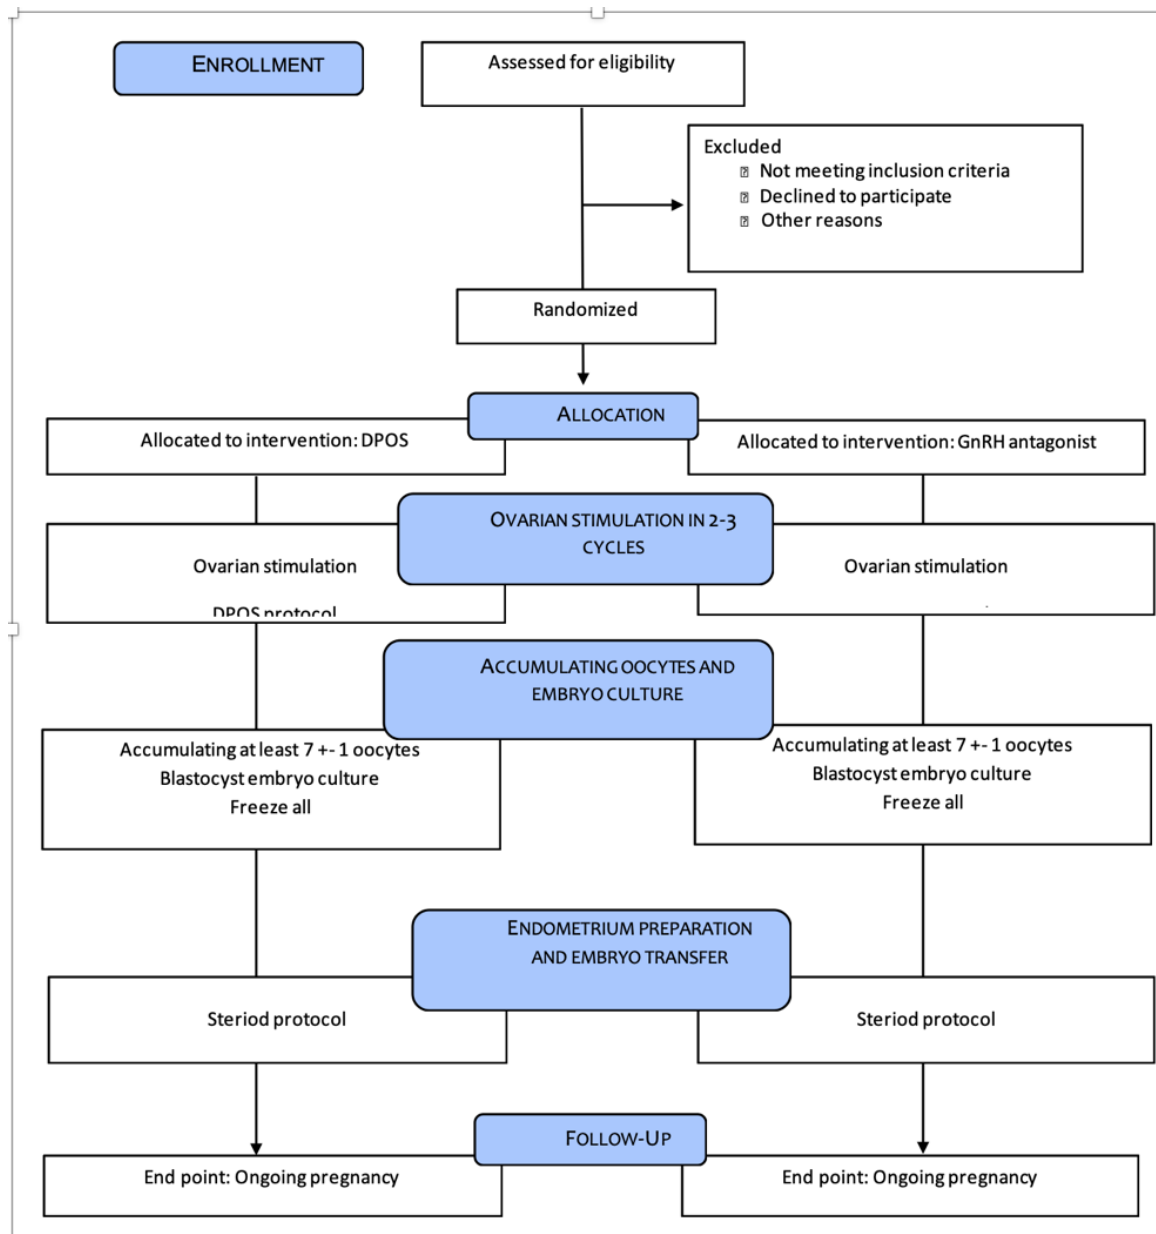 ENROLLMENT
Assessed for eligibility
Excluded
Not meeting inclusion criteria
Declined to participate
Other reasons
Randomized
ALLOCATION
Allocated to intervention: DPOS
Allocated to intervention: GnRH antagonist
OVARIAN STIMULATION IN 2-3
CYCLES
Ovarian stimulation
DPOS protocol
Ovarian stimulation
ACCUMULATING OOCYTES AND
EMBRYO CULTURE
Accumulating at least 7 +- 1 oocytes
Blastocyst embryo culture
Freeze all
Accumulating at least 7 +- 1 oocytes
Blastocyst embryo culture
Freeze all
ENDOMETRIUM PREPARATION
AND EMBRYO TRANSFER
Steriod protocol
Steriod protocol
FOLLOW-UP
End point: Ongoing pregnancy
End point: Ongoing pregnancy